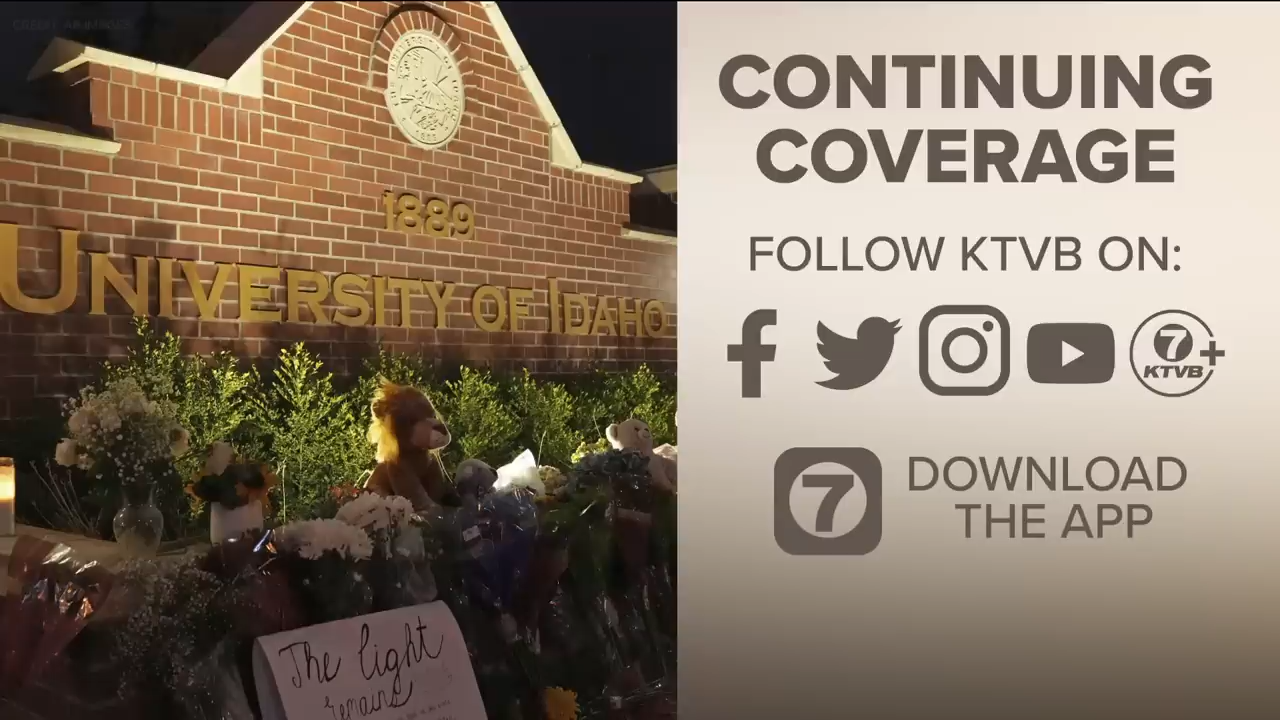 1889
UNIVERSITY OF IDAHO
The light
remains
CONTINUING
COVERAGE
FOLLOW KTVB ON:
7
KTVB
+
7
DOWNLOAD
THE APP